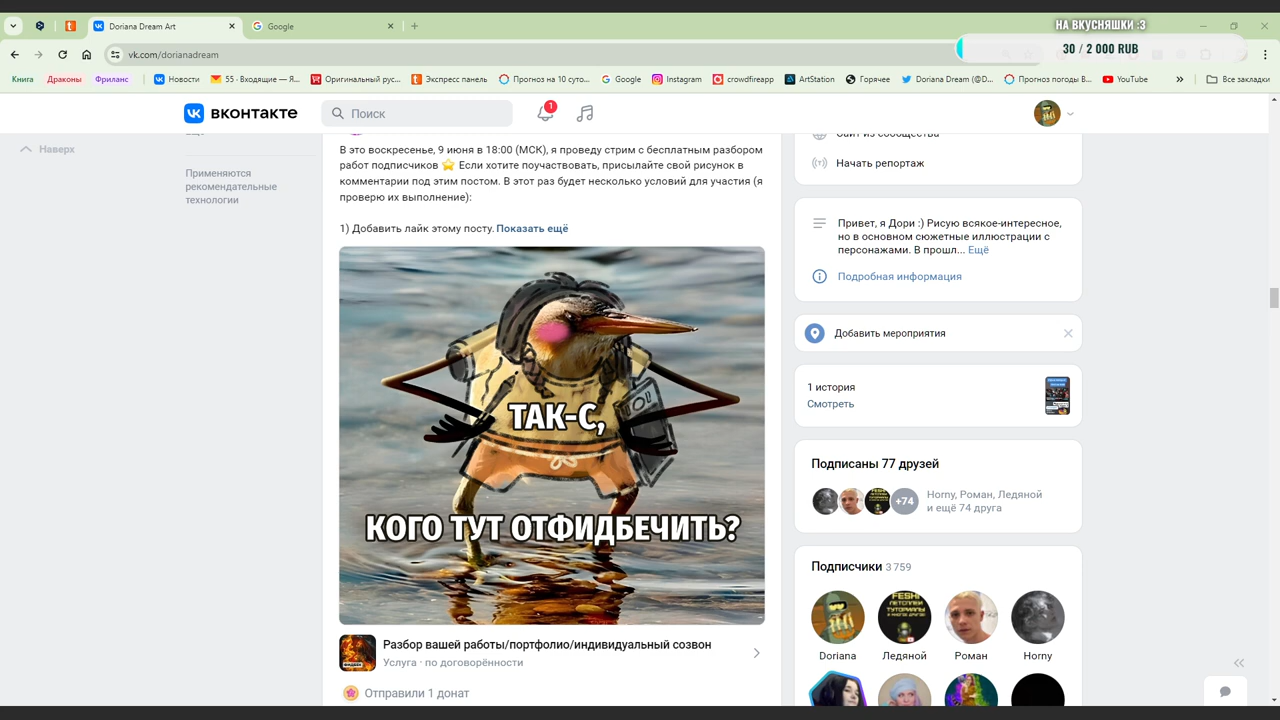 Doriana Dream Art
Google
НА ВКУСНЯШКИ :3
30 / 2 000 RUB
vk.com/dorianadream
Книга
Драконы
Фриланс
Новости
55 · Входящие — Я...
Оригинальный рус...
Экспресс панель
Прогноз на 10 суто...
Google
Instagram
crowdfireapp
ArtStation
Горячее
Doriana Dream (@D...
Прогноз погоды В...
YouTube
Все закладки
вконтакте
Поиск
1
Наверх
Применяются
рекомендательные
технологии
В это воскресенье, 9 июня в 18:00 (МСК), я проведу стрим с бесплатным разбором
работ подписчиков ⭐ Если хотите поучаствовать, присылайте свой рисунок в
комментарии под этим постом. В этот раз будет несколько условий для участия (я
проверю их выполнение):
1) Добавить лайк этому посту. Показать ещё
ТАК-С,
КОГО ТУТ ОТФИДБЕЧИТЬ?
Разбор вашей работы/портфолио/индивидуальный созвон
Услуга · по договорённости
Отправили 1 донат
Сайт из сообщества
Начать репортаж
Привет, я Дори :) Рисую всякое-интересное,
но в основном сюжетные иллюстрации с
персонажами. В прошл... Ещё
Подробная информация
Добавить мероприятия
1 история
Смотреть
Подписаны 77 друзей
+74
Horny, Роман, Ледяной
и ещё 74 друга
Подписчики 3 759
Doriana
Ледяной
Роман
Horny